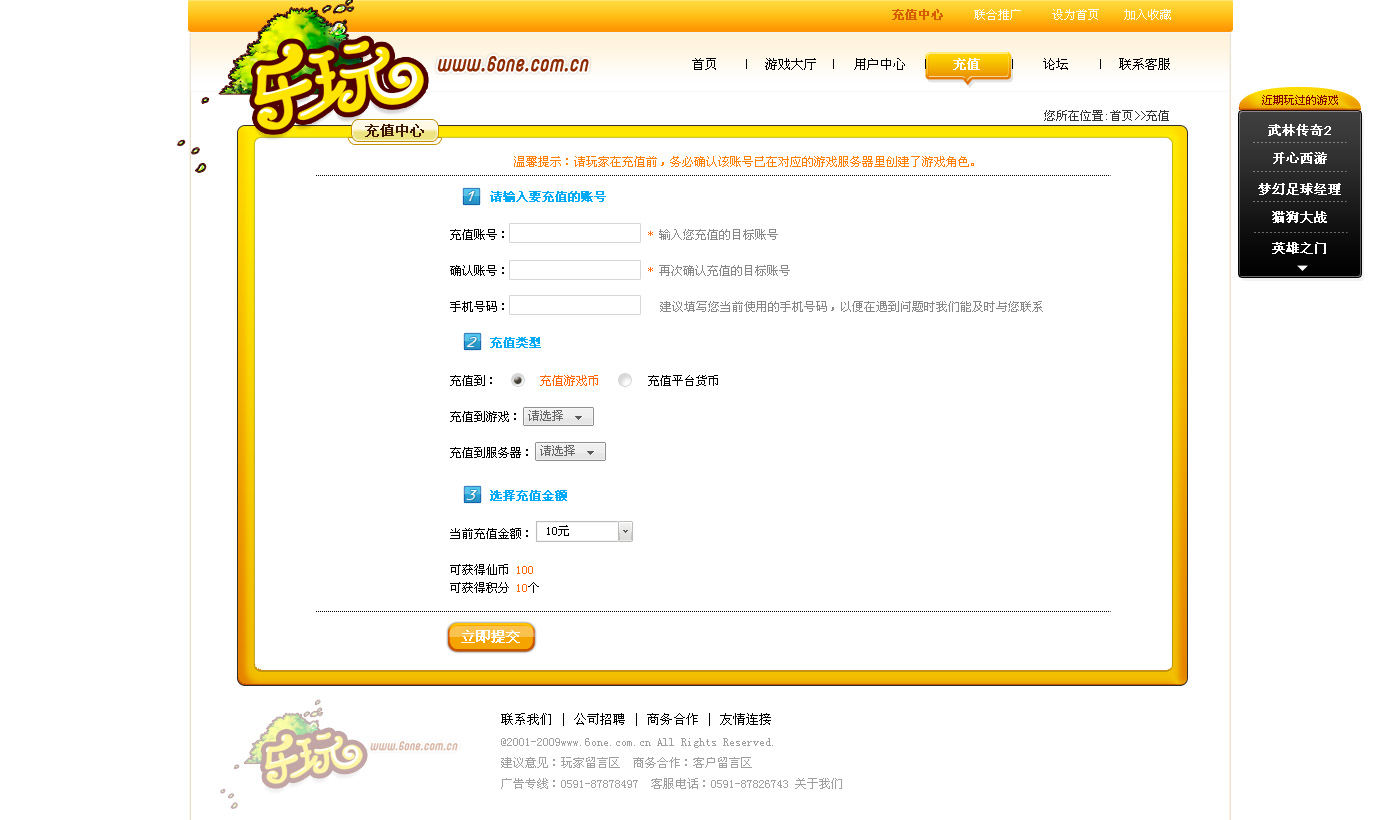 充值中心 联合推广 设为首页 加入收藏
乐玩 www.6one.com.cn
首页 | 游戏大厅 | 用户中心 | 充值 | 论坛 | 联系客服
您所在位置:首页>>充值
充值中心
温馨提示：请玩家在充值前，务必确认该账号已在对应的游戏服务器里创建了游戏角色。
1 请输入要充值的账号
充值账号： * 输入您充值的目标账号
确认账号： * 再次确认充值的目标账号
手机号码： 建议填写您当前使用的手机号码，以便在遇到问题时我们能及时与您联系
2 充值类型
充值到： 充值游戏币 充值平台货币
充值到游戏： 请选择
充值到服务器： 请选择
3 选择充值金额
当前充值金额： 10元
可获得仙币 100
可获得积分 10个
立即提交
近期玩过的游戏
武林传奇2
开心西游
梦幻足球经理
猫狗大战
英雄之门
乐玩 www.6one.com.cn
联系我们 | 公司招聘 | 商务合作 | 友情连接
@2001-2009www.6one.com.cn All Rights Reserved.
建议意见：玩家留言区 商务合作：客户留言区
广告专线：0591-87878497 客服电话：0591-87826743 关于我们